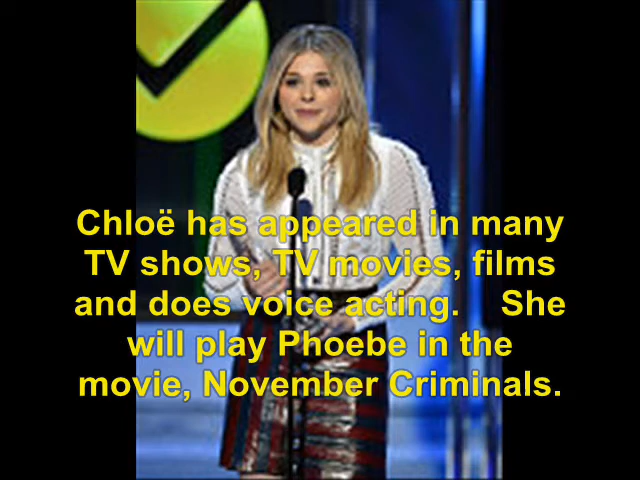 Chloë has appeared in many
TV shows, TV movies, films
and does voice acting.    She
will play Phoebe in the
movie, November Criminals.